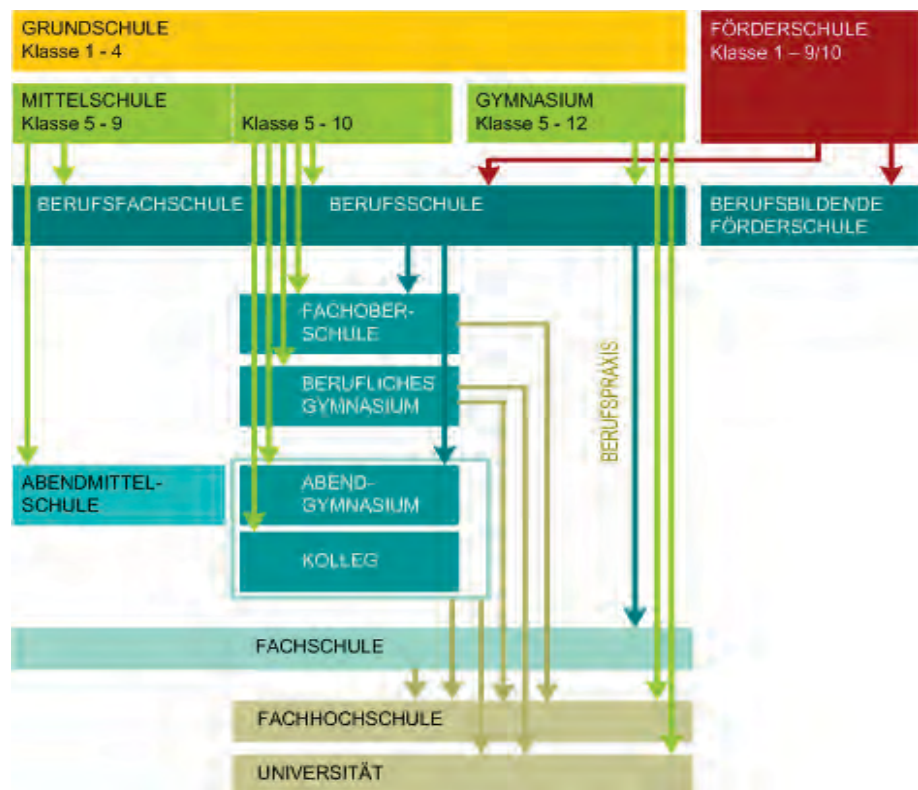 GRUNDSCHULE
Klasse 1 - 4
FÖRDERSCHULE
Klasse 1 – 9/10
MITTELSCHULE
Klasse 5 - 9
Klasse 5 - 10
GYMNASIUM
Klasse 5 - 12
BERUFSFACHSCHULE
BERUFSSCHULE
BERUFSBILDENDE
FÖRDERSCHULE
FACHOBER-
SCHULE
BERUFLICHES
GYMNASIUM
BERUFSPRAXIS
ABENDMITTEL-
SCHULE
ABEND-
GYMNASIUM
KOLLEG
FACHSCHULE
FACHHOCHSCHULE
UNIVERSITÄT